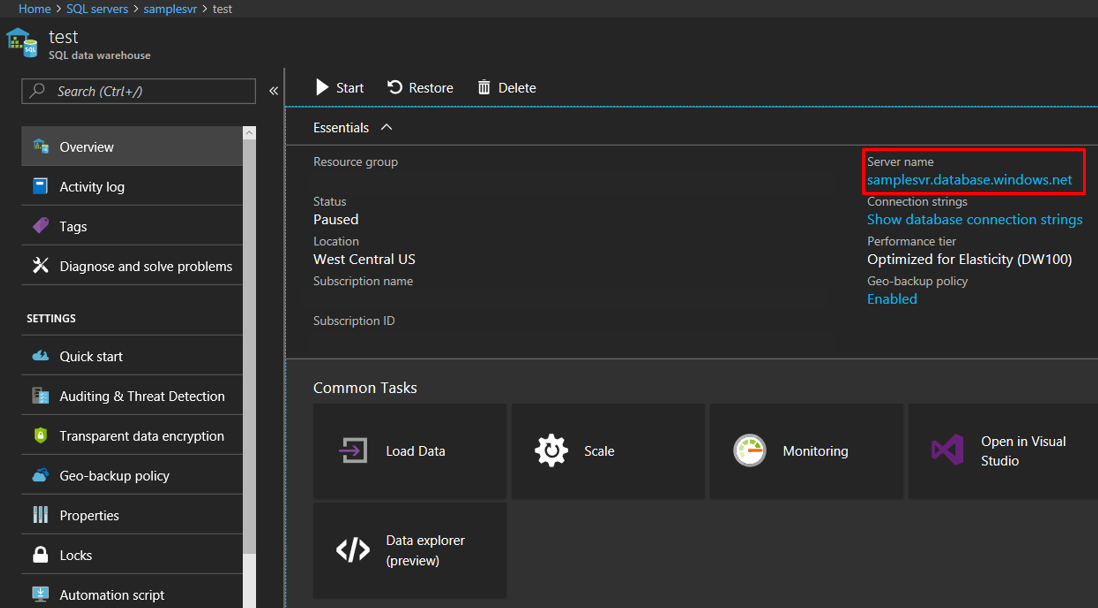 Home > SQL servers > samplesvr > test
test
SQL data warehouse
Search (Ctrl+/)
«
Overview
Activity log
Tags
Diagnose and solve problems
SETTINGS
Quick start
Auditing & Threat Detection
Transparent data encryption
Geo-backup policy
Properties
Locks
Automation script
Start Restore Delete
Essentials
Resource group
Status
Paused
Location
West Central US
Subscription name
Subscription ID
Server name
samplesvr.database.windows.net
Connection strings
Show database connection strings
Performance tier
Optimized for Elasticity (DW100)
Geo-backup policy
Enabled
Common Tasks
Load Data
Scale
Monitoring
Open in Visual
Studio
Data explorer
(preview)